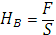 H_B = F/S